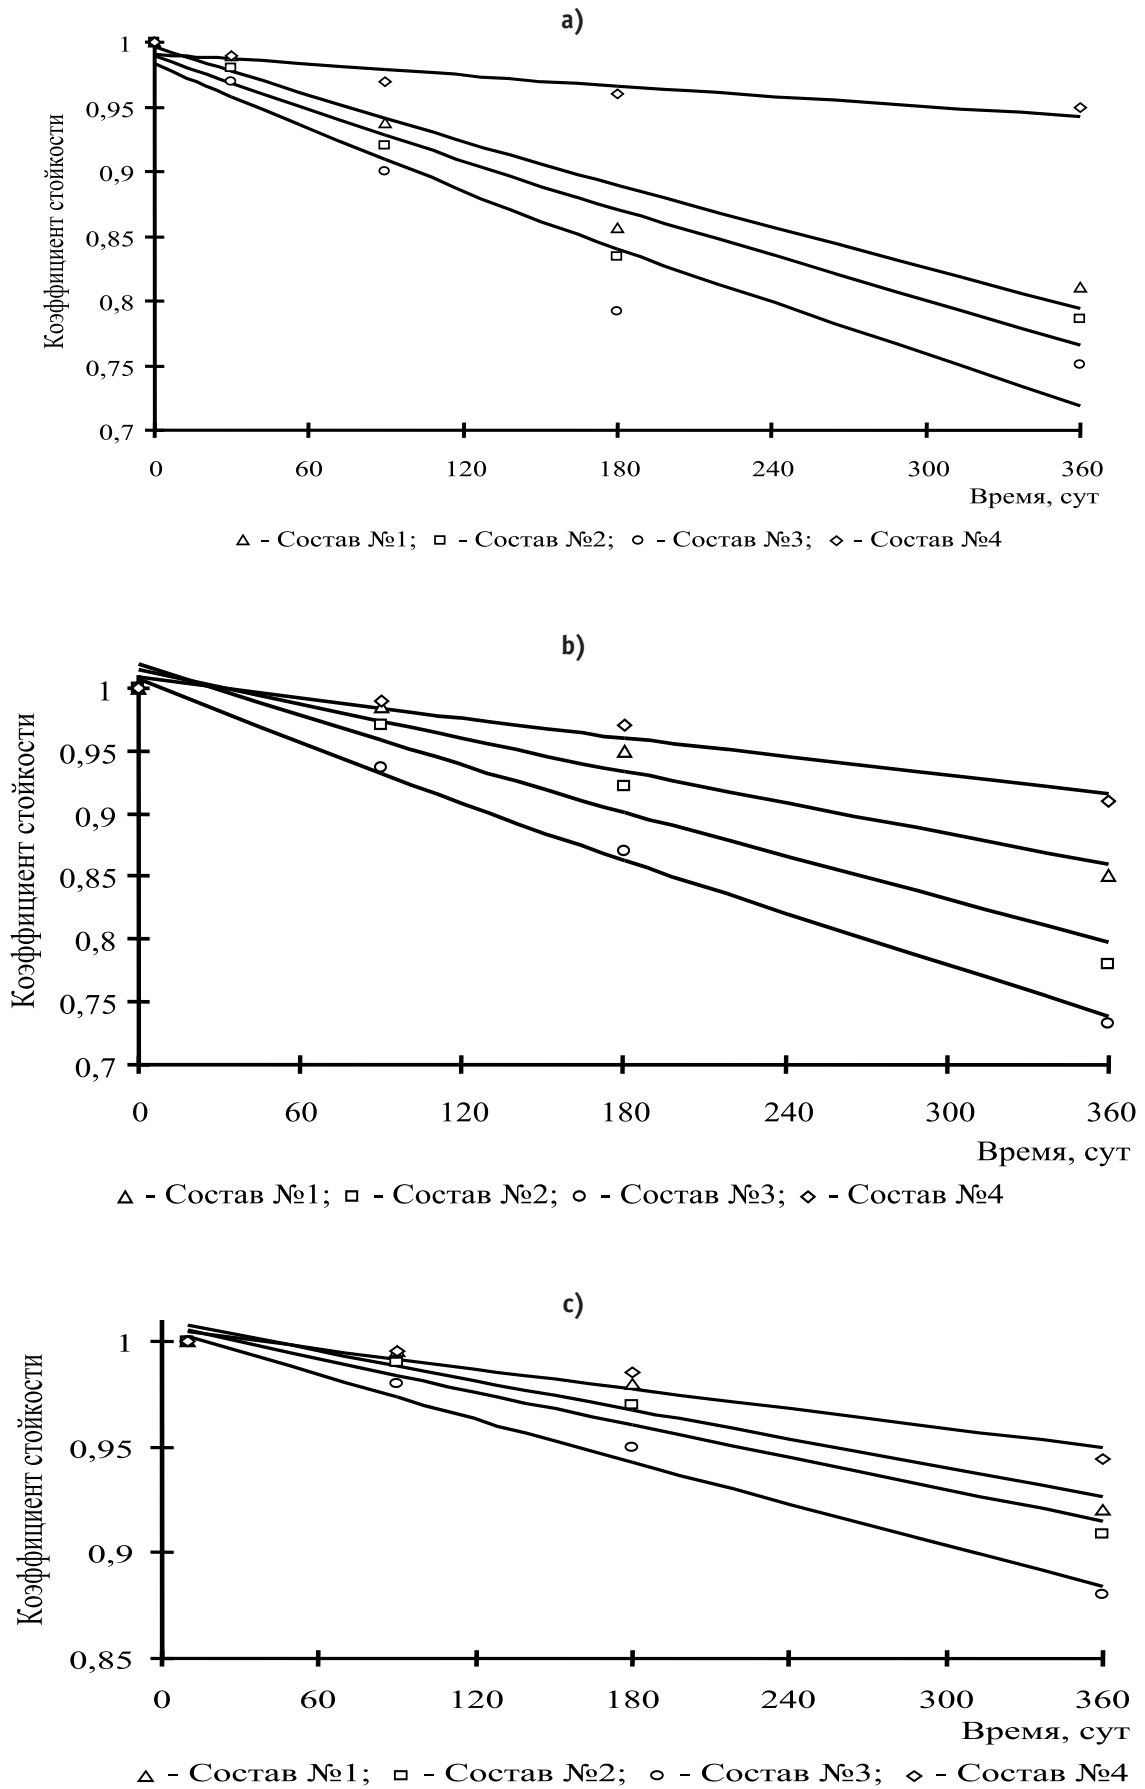 a)
Коэффициент стойкости
1
0,95
0,9
0,85
0,8
0,75
0,7
0 60 120 180 240 300 360
Время, сут
- Состав №1; - Состав №2; - Состав №3; - Состав №4
b)
Коэффициент стойкости
1
0,95
0,9
0,85
0,8
0,75
0,7
0 60 120 180 240 300 360
Время, сут
- Состав №1; - Состав №2; - Состав №3; - Состав №4
c)
Коэффициент стойкости
1
0,95
0,9
0,85
0 60 120 180 240 300 360
Время, сут
- Состав №1; - Состав №2; - Состав №3; - Состав №4